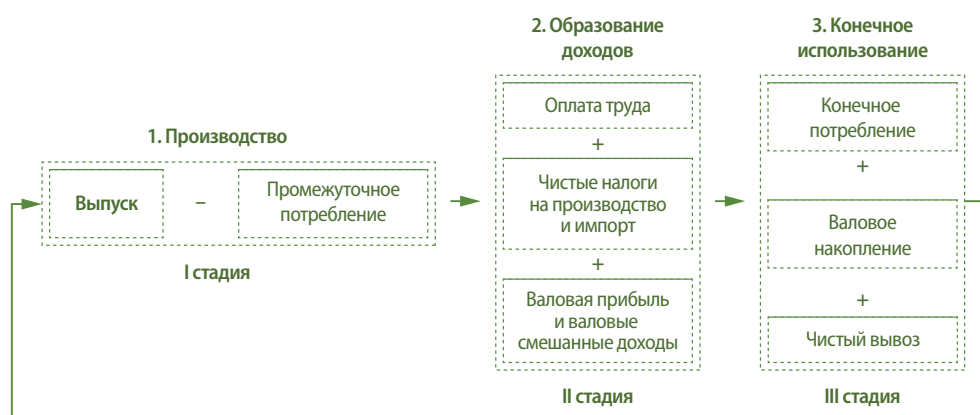 1. Производство
Выпуск
–
Промежуточное
потребление
I стадия
2. Образование
доходов
Оплата труда
+
Чистые налоги
на производство
и импорт
+
Валовая прибыль
и валовые
смешанные доходы
II стадия
3. Конечное
использование
Конечное
потребление
+
Валовое
накопление
+
Чистый вывоз
III стадия